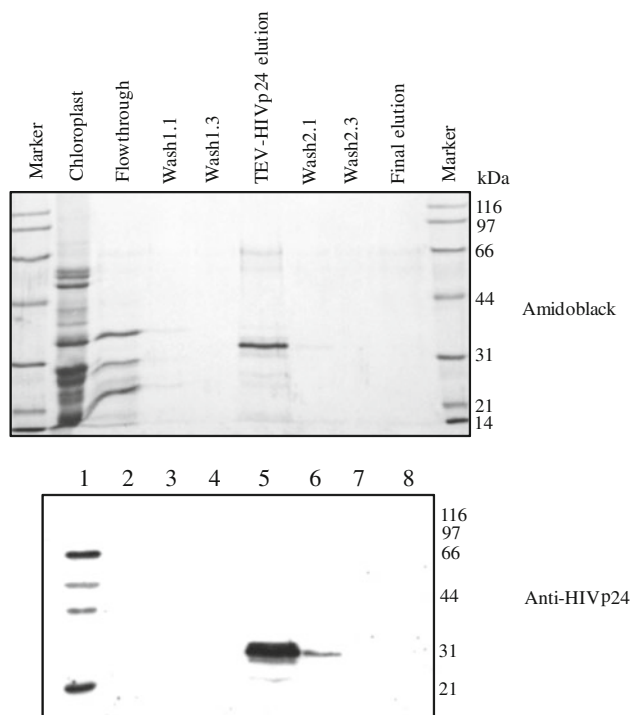 Marker
Chloroplast
Flowthrough
Wash1.1
Wash1.3
TEV-HIVp24 elution
Wash2.1
Wash2.3
Final elution
Marker
kDa
116
97
66
44
31
21
14
Amidoblack
1 2 3 4 5 6 7 8
116
97
66
44
31
21
Anti-HIVp24